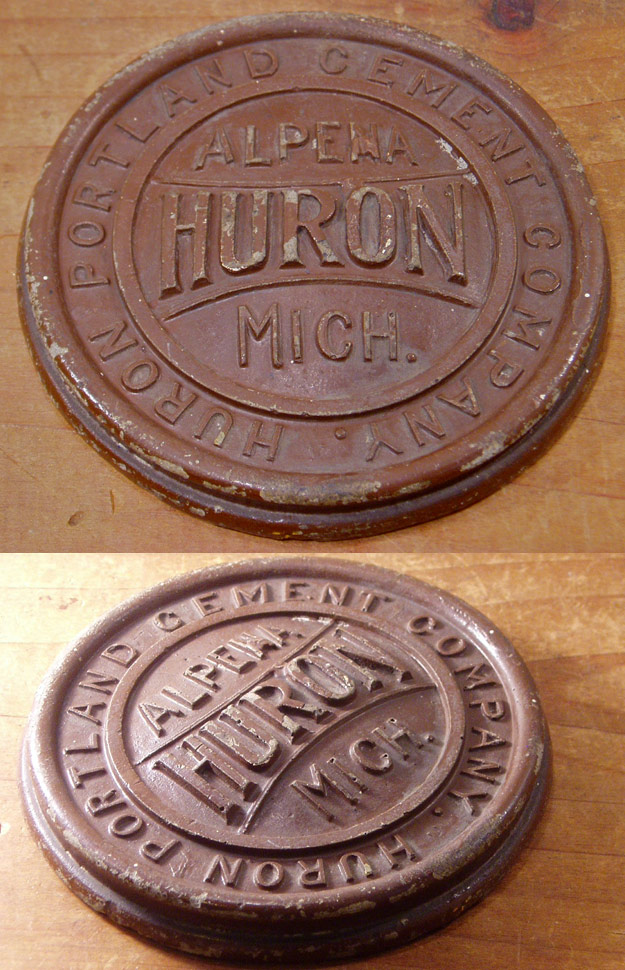 HURON PORTLAND CEMENT COMPANY.
ALPENA
HURON
MICH.
HURON PORTLAND CEMENT COMPANY.
ALPENA
HURON
MICH.